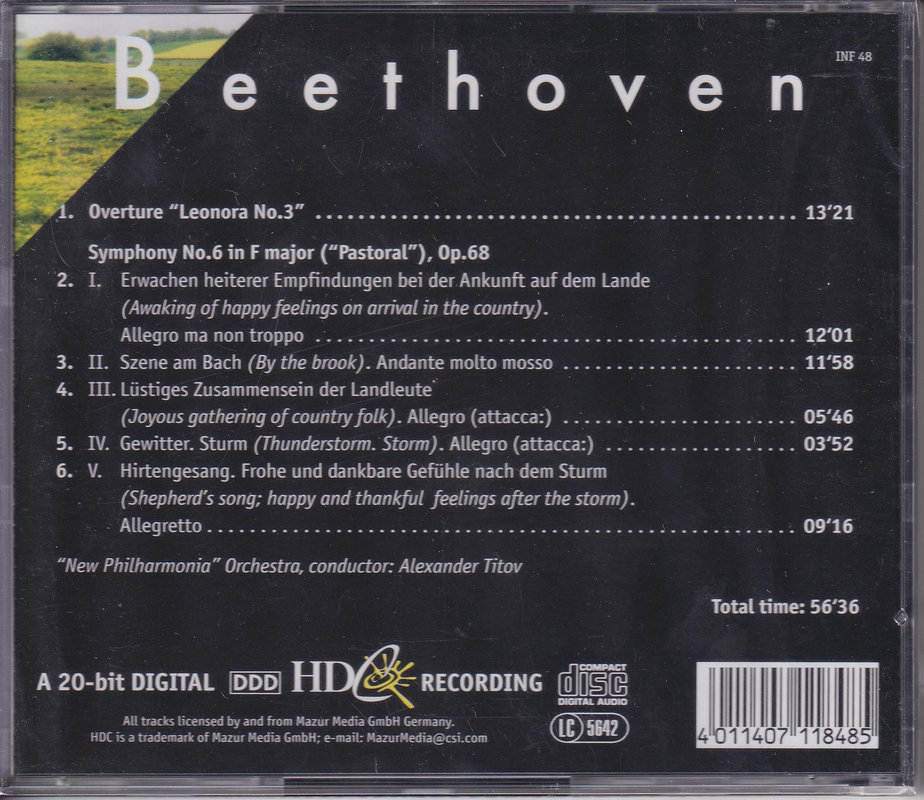 Beethoven
INF 48
1. Overture “Leonora No.3” ........................ 13‘21
Symphony No.6 in F major (“Pastoral”), Op.68
2. I. Erwachen heiterer Empfindungen bei der Ankunft auf dem Lande
(Awaking of happy feelings on arrival in the country).
Allegro ma non troppo ........................ 12‘01
3. II. Szene am Bach (By the brook). Andante molto mosso ........................ 11‘58
4. III. Lüstiges Zusammensein der Landleute
(Joyous gathering of country folk). Allegro (attacca:) ........................ 05‘46
5. IV. Gewitter. Sturm (Thunderstorm. Storm). Allegro (attacca:) ........................ 03‘52
6. V. Hirtengesang. Frohe und dankbare Gefühle nach dem Sturm
(Shepherd’s song; happy and thankful feelings after the storm).
Allegretto ........................ 09‘16
“New Philharmonia” Orchestra, conductor: Alexander Titov
Total time: 56‘36
A 20-bit DIGITAL DDD HDC RECORDING
COMPACT
disc
DIGITAL AUDIO
LC 5642
All tracks licensed by and from Mazur Media GmbH Germany.
HDC is a trademark of Mazur Media GmbH; e-mail: MazurMedia@csi.com
4 011407 118485